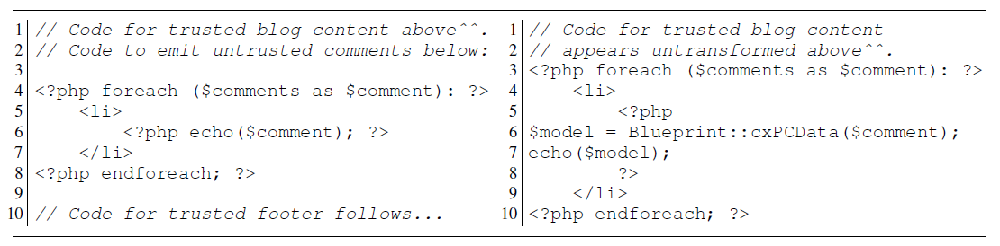 1 // Code for trusted blog content above^^.
2 // Code to emit untrusted comments below:
3
4 <?php foreach ($comments as $comment): ?>
5 <li>
6 <?php echo($comment); ?>
7 </li>
8 <?php endforeach; ?>
9
10 // Code for trusted footer follows...
1 // Code for trusted blog content
2 // appears untransformed above^^.
3 <?php foreach ($comments as $comment): ?>
4 <li>
5 <?php
6 $model = Blueprint::cxPCData($comment);
7 echo($model);
8 ?>
9 </li>
10 <?php endforeach; ?>